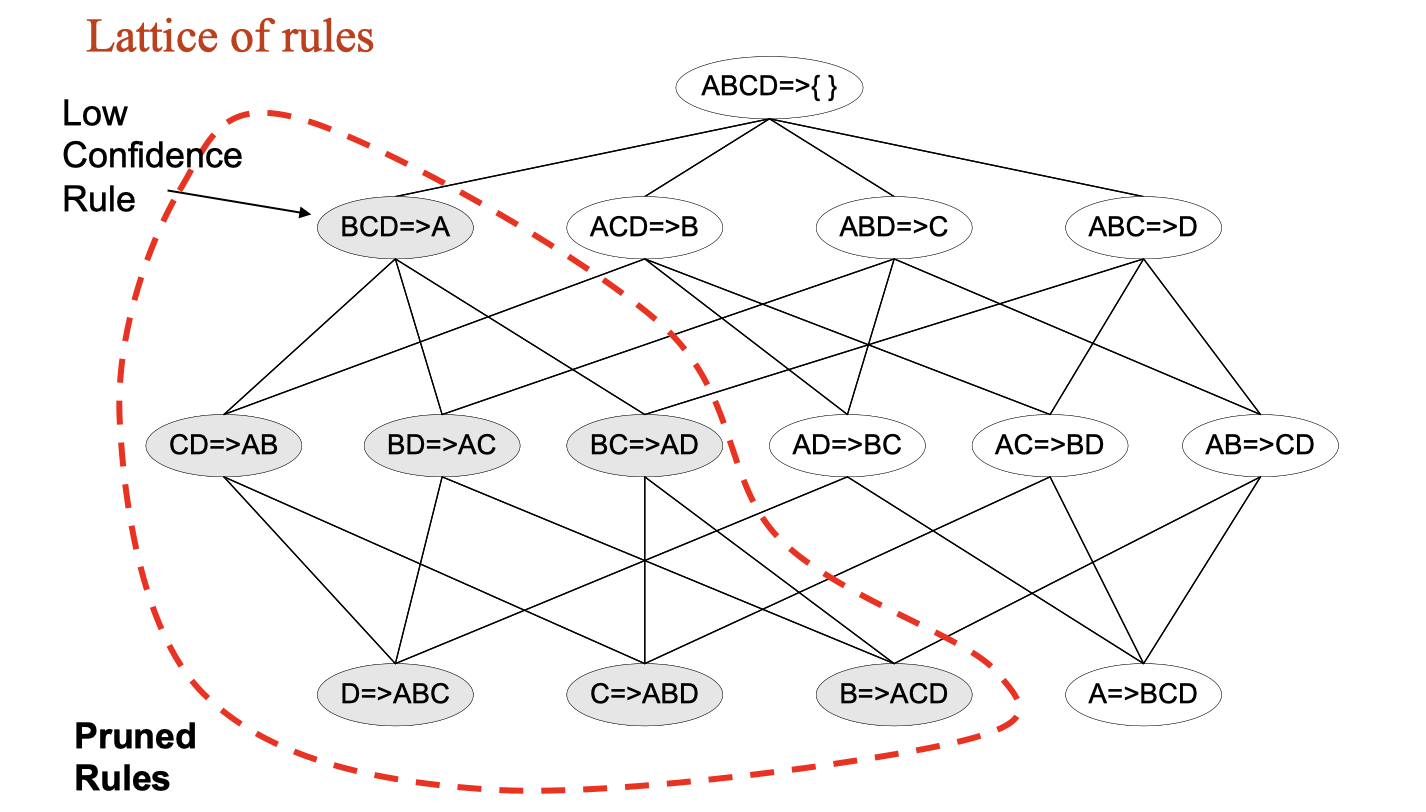 Lattice of rules
ABCD=>{ }
Low
Confidence
Rule
BCD=>A
ACD=>B
ABD=>C
ABC=>D
CD=>AB
BD=>AC
BC=>AD
AD=>BC
AC=>BD
AB=>CD
D=>ABC
C=>ABD
B=>ACD
A=>BCD
Pruned
Rules